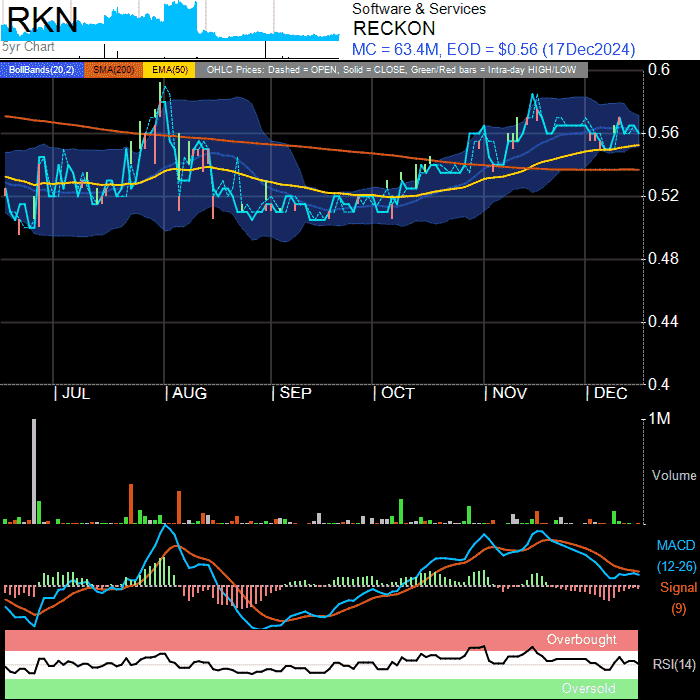 RKN
5yr Chart
Software & Services
RECKON
MC = 63.4M, EOD = $0.56 (17Dec2024)
BollBands(20,2) SMA(200) EMA(50) OHLC Prices: Dashed = OPEN, Solid = CLOSE, Green/Red bars = Intra-day HIGH/LOW
0.6
0.56
0.52
0.48
0.44
0.4
JUL AUG SEP OCT NOV DEC
1M
Volume
MACD
(12-26)
Signal
(9)
Overbought
RSI(14)
Oversold